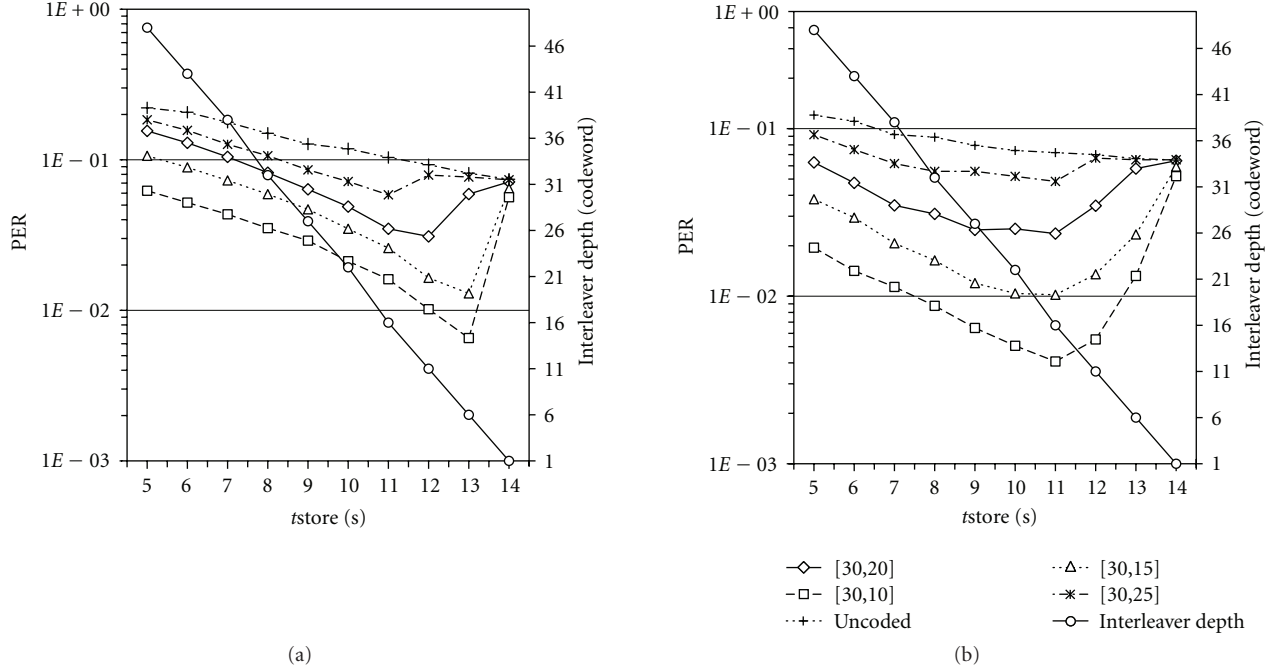 1E + 00
1E − 01
1E − 02
1E − 03
PER
46
41
36
31
26
21
16
11
6
1
Interleaver depth (codeword)
5 6 7 8 9 10 11 12 13 14
tstore (s)
(a)
1E + 00
1E − 01
1E − 02
1E − 03
PER
46
41
36
31
26
21
16
11
6
1
Interleaver depth (codeword)
5 6 7 8 9 10 11 12 13 14
tstore (s)
[30,20]
[30,10]
Uncoded
[30,15]
[30,25]
Interleaver depth
(b)